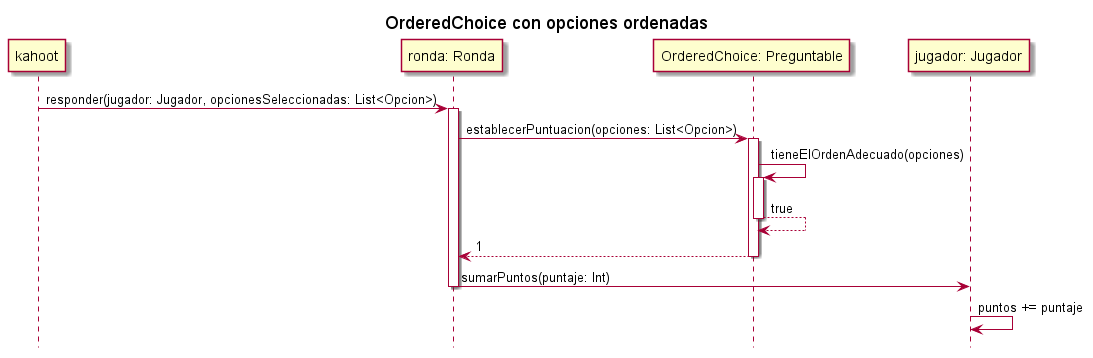 OrderedChoice con opciones ordenadas
kahoot
ronda: Ronda
OrderedChoice: Preguntable
jugador: Jugador
responder(jugador: Jugador, opcionesSeleccionadas: List<Opcion>)
establecerPuntuacion(opciones: List<Opcion>)
tieneElOrdenAdecuado(opciones)
true
1
sumarPuntos(puntaje: Int)
puntos += puntaje